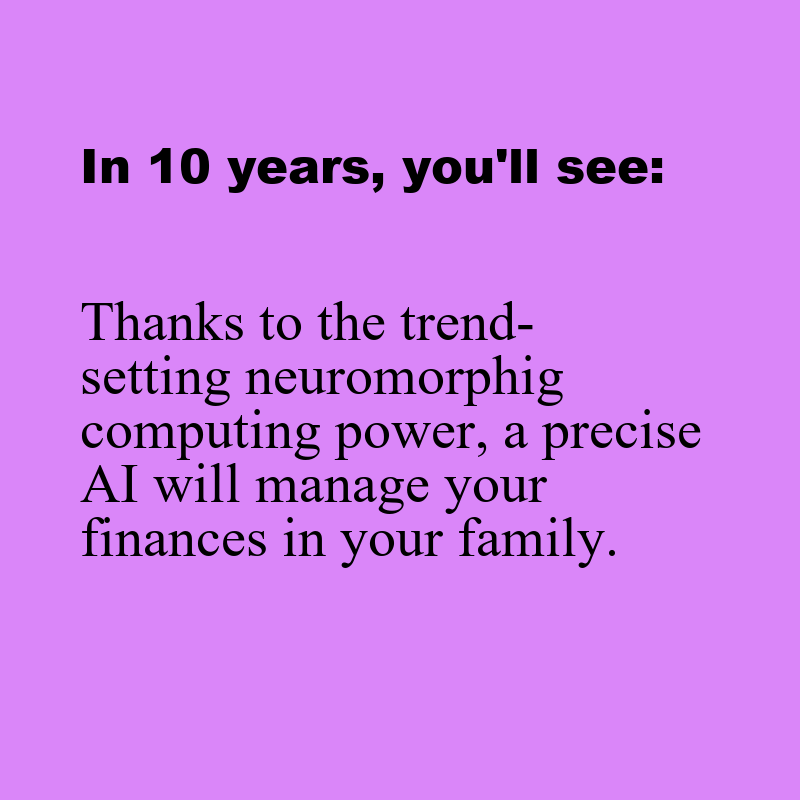 In 10 years, you'll see:
Thanks to the trend-
setting neuromorphig
computing power, a precise
AI will manage your
finances in your family.